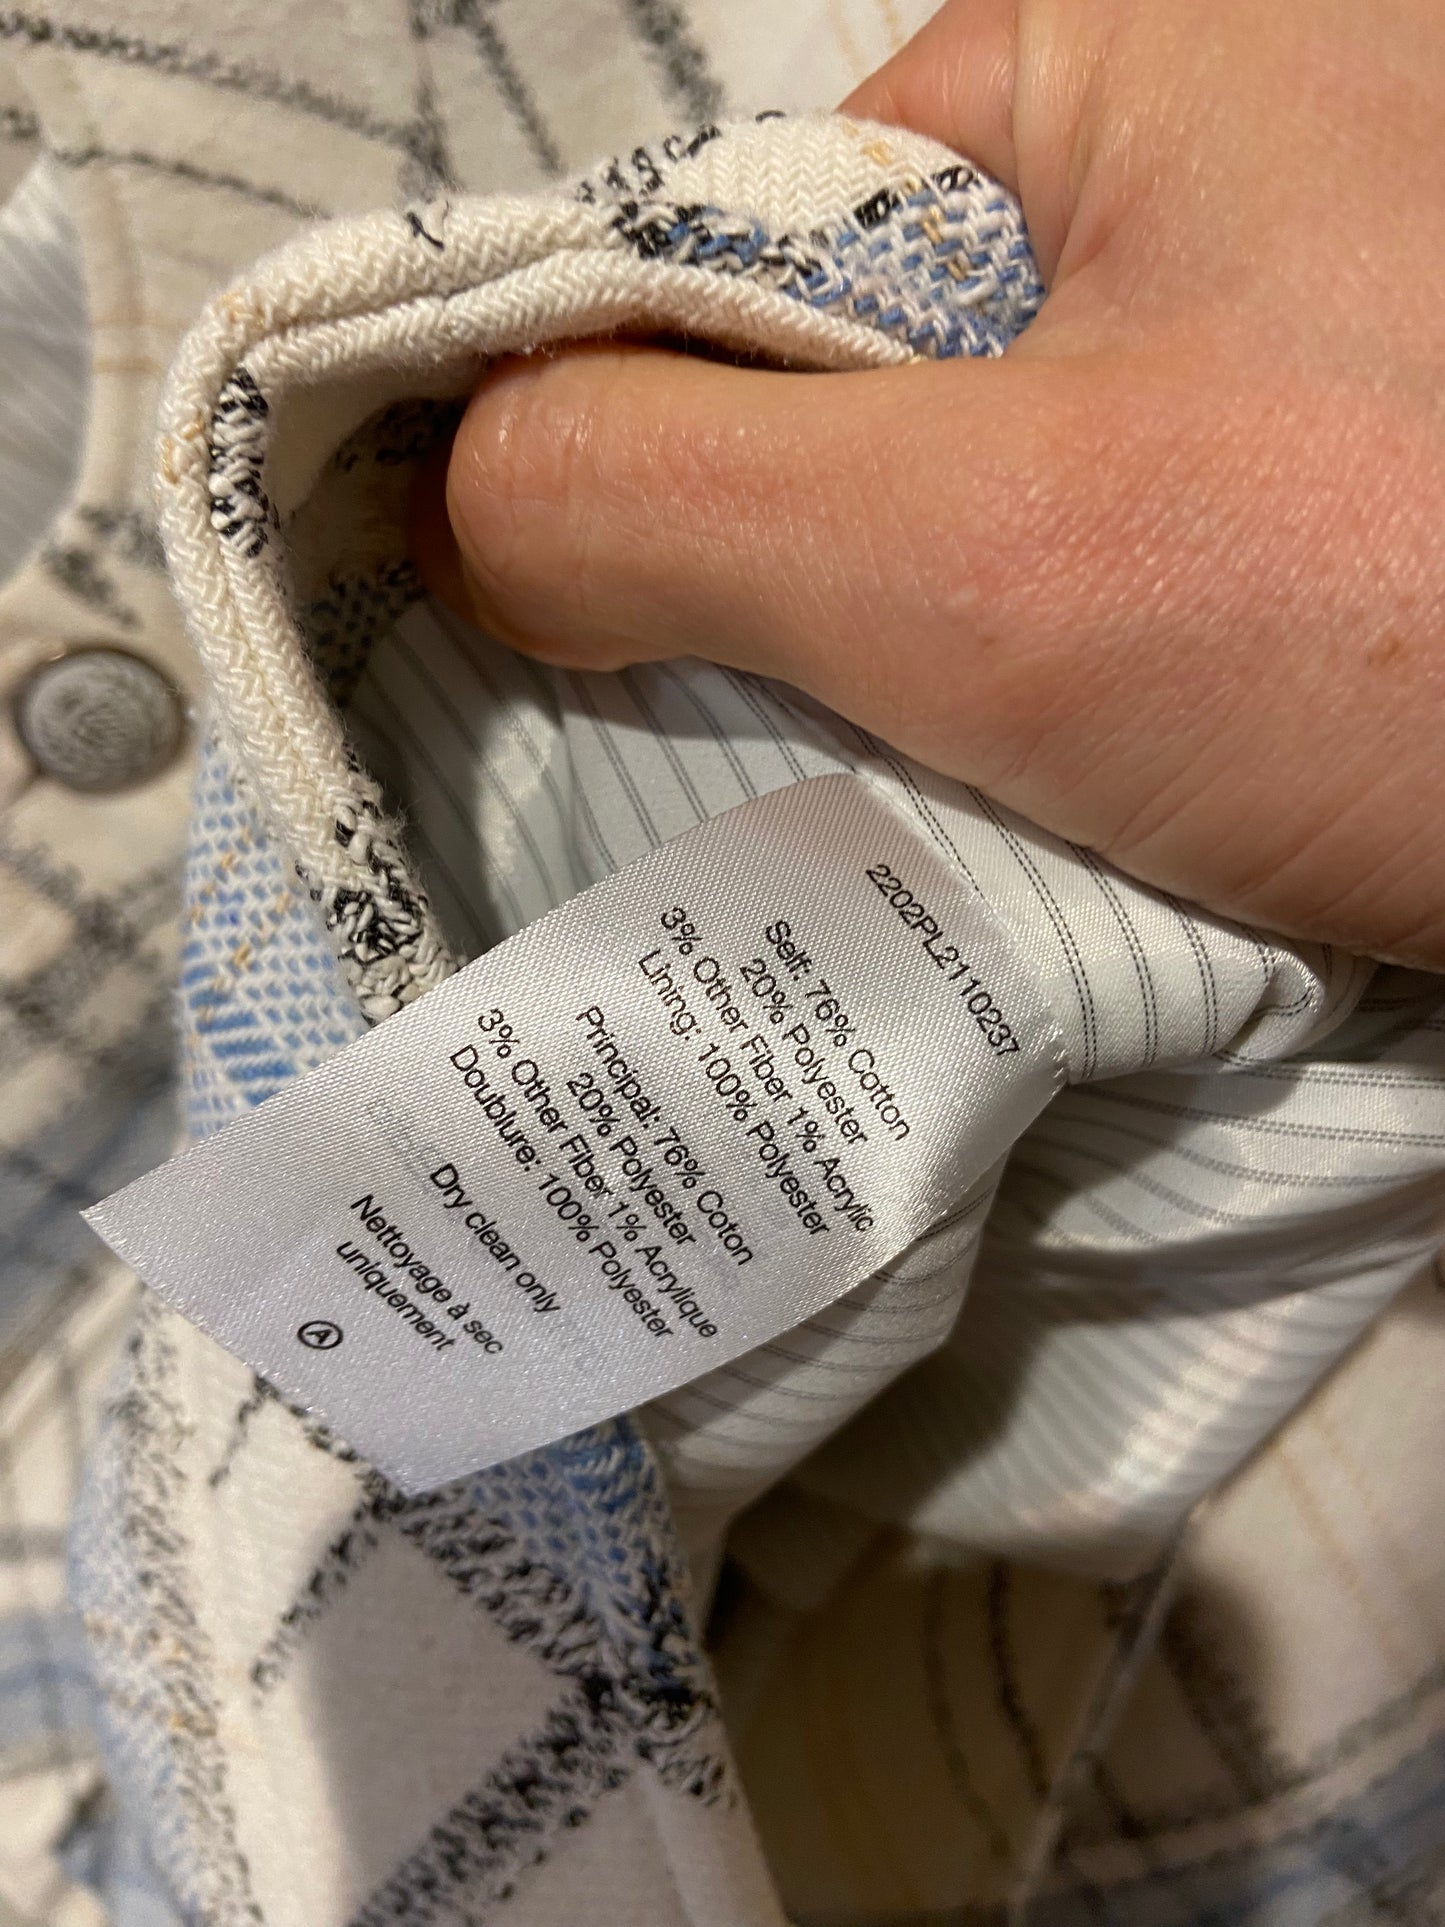 2202PL2110237
Self: 76% Cotton
20% Polyester
3% Other Fiber 1% Acrylic
Lining: 100% Polyester
Principal: 76% Coton
20% Polyester
3% Other Fiber 1% Acrylique
Doublure: 100% Polyester
Dry clean only
Nettoyage à sec
uniquement
A